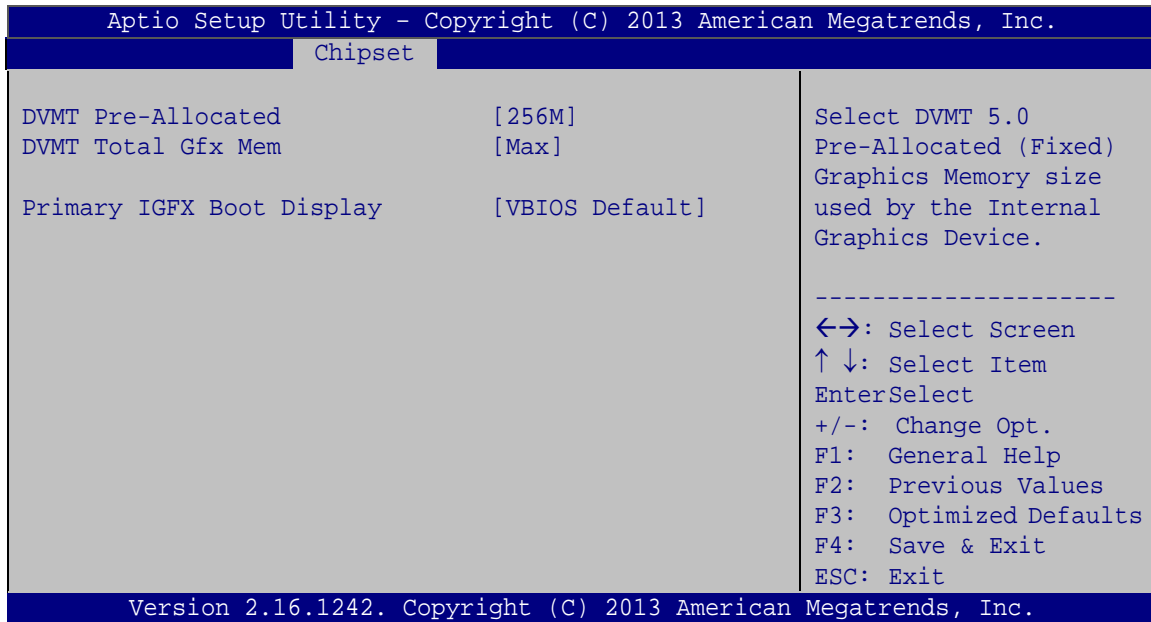 Aptio Setup Utility – Copyright (C) 2013 American Megatrends, Inc.
Chipset
DVMT Pre-Allocated [256M]
DVMT Total Gfx Mem [Max]
Primary IGFX Boot Display [VBIOS Default]
Select DVMT 5.0
Pre-Allocated (Fixed)
Graphics Memory size
used by the Internal
Graphics Device.
---------------------
←→: Select Screen
↑ ↓: Select Item
EnterSelect
+/-: Change Opt.
F1: General Help
F2: Previous Values
F3: Optimized Defaults
F4: Save & Exit
ESC: Exit
Version 2.16.1242. Copyright (C) 2013 American Megatrends, Inc.